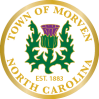 TOWN OF MORVEN
EST. 1883
NORTH CAROLINA